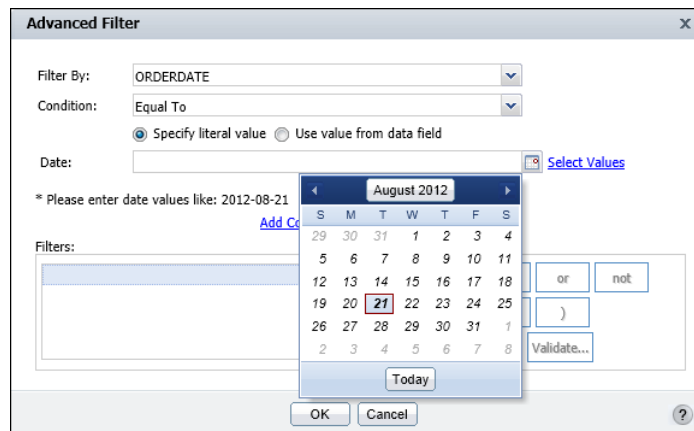 Advanced Filter x
Filter By: ORDERDATE
Condition: Equal To
Specify literal value Use value from data field
Date: Select Values
* Please enter date values like: 2012-08-21
August 2012
Add Co
S M T W T F S
Filters:
29 30 31 1 2 3 4
5 6 7 8 9 10 11
or not
12 13 14 15 16 17 18
19 20 21 22 23 24 25
)
26 27 28 29 30 31 1
2 3 4 5 6 7 8
Validate...
Today
OK Cancel ?